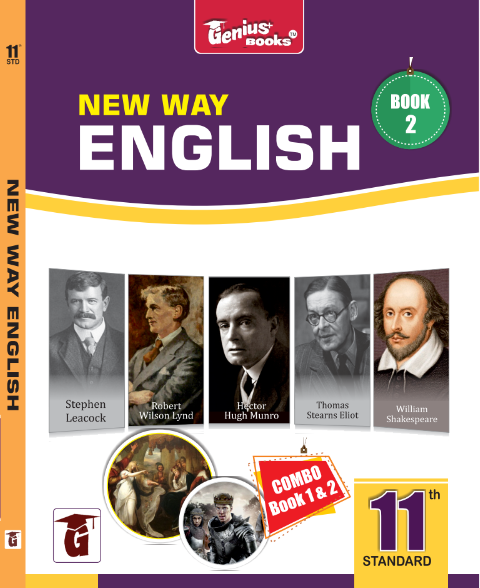 11th
STD
NEW WAY ENGLISH
G
Genius+
BOOKS TM
NEW WAY
ENGLISH
BOOK
2
Stephen
Leacock
Robert
Wilson Lynd
Hector
Hugh Munro
Thomas
Stearns Eliot
William
Shakespeare
COMBO
Book 1 & 2
G
11th
STANDARD